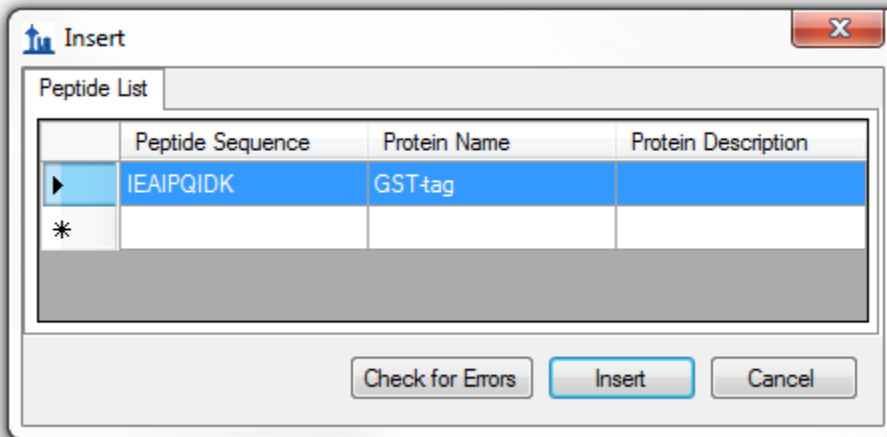 Insert
Peptide List
Peptide Sequence Protein Name Protein Description
IEAIPQIDK GST-tag
Check for Errors Insert Cancel